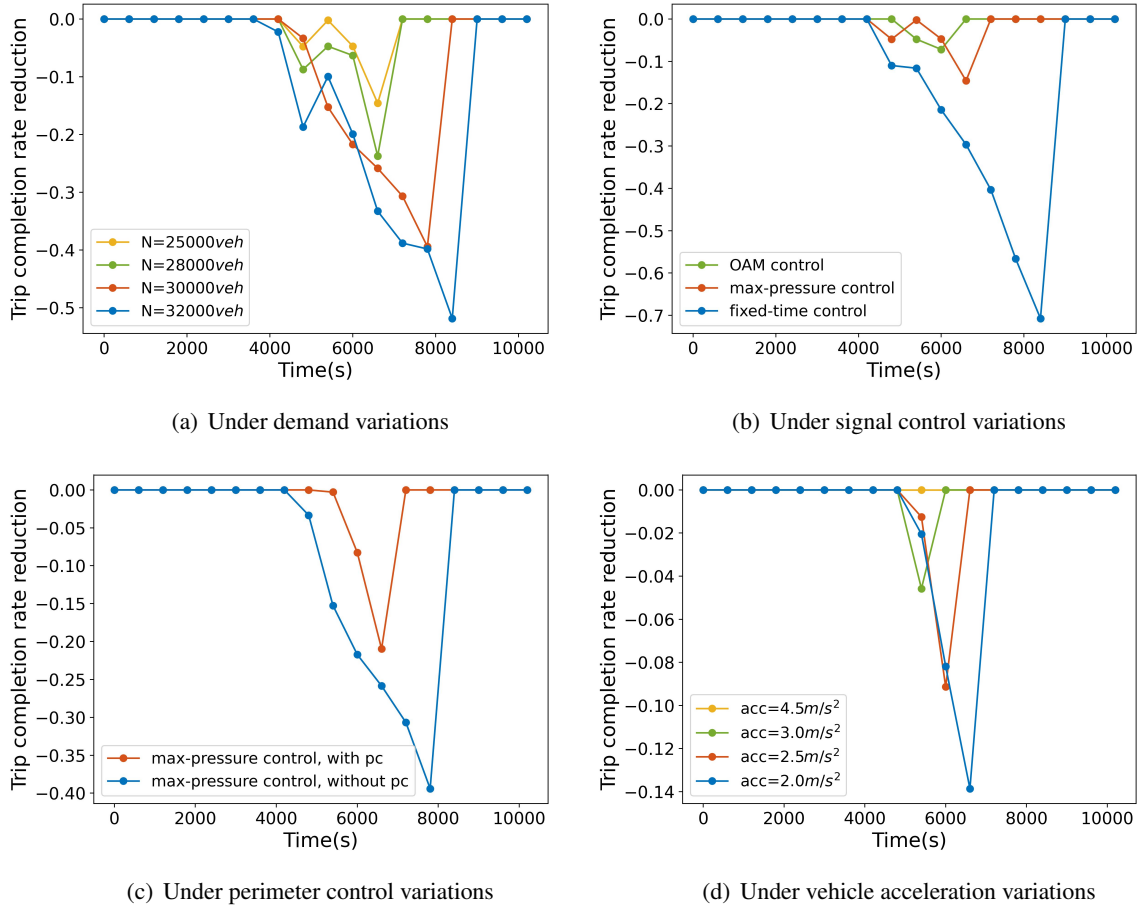 Trip completion rate reduction
0.0
−0.1
−0.2
−0.3
−0.4
−0.5
N=25000veh
N=28000veh
N=30000veh
N=32000veh
0 2000 4000 6000 8000 10000
Time(s)
(a) Under demand variations
Trip completion rate reduction
0.0
−0.1
−0.2
−0.3
−0.4
−0.5
−0.6
−0.7
OAM control
max-pressure control
fixed-time control
0 2000 4000 6000 8000 10000
Time(s)
(b) Under signal control variations
Trip completion rate reduction
0.00
−0.05
−0.10
−0.15
−0.20
−0.25
−0.30
−0.35
−0.40
max-pressure control, with pc
max-pressure control, without pc
0 2000 4000 6000 8000 10000
Time(s)
(c) Under perimeter control variations
Trip completion rate reduction
0.00
−0.02
−0.04
−0.06
−0.08
−0.10
−0.12
−0.14
acc=4.5m/s²
acc=3.0m/s²
acc=2.5m/s²
acc=2.0m/s²
0 2000 4000 6000 8000 10000
Time(s)
(d) Under vehicle acceleration variations